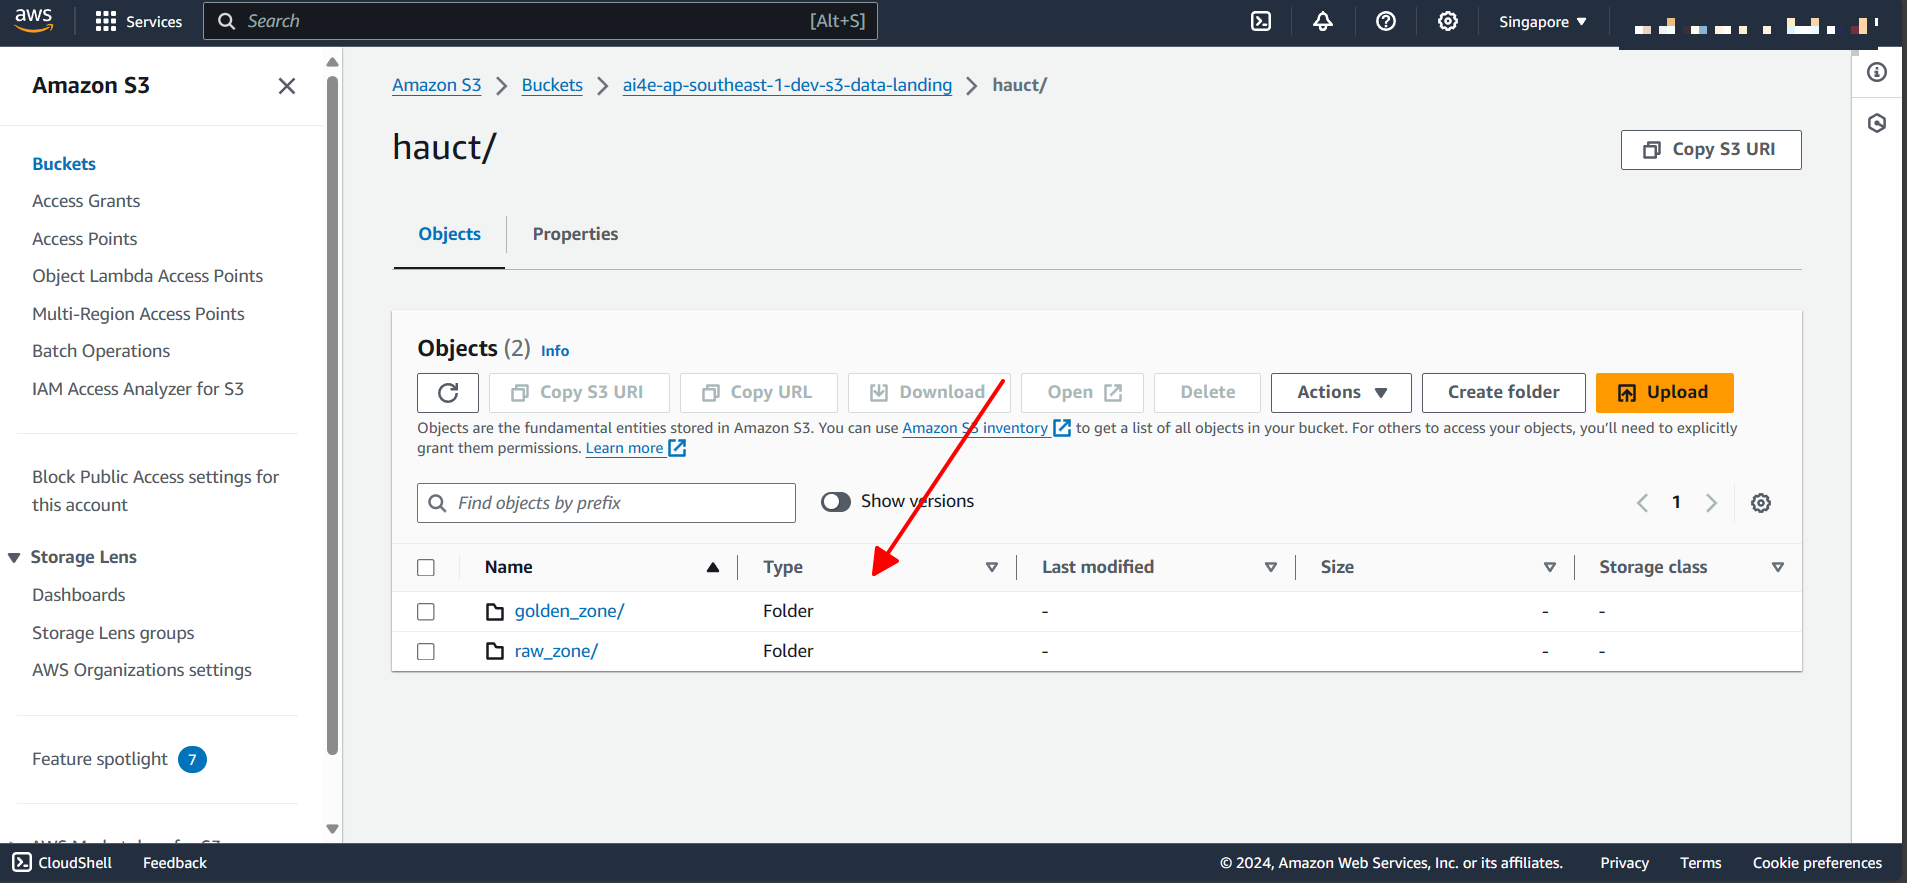 aws Services Search [Alt+S] Singapore
Amazon S3
Buckets
Access Grants
Access Points
Object Lambda Access Points
Multi-Region Access Points
Batch Operations
IAM Access Analyzer for S3
Block Public Access settings for
this account
Storage Lens
Dashboards
Storage Lens groups
AWS Organizations settings
Feature spotlight 7
AWS Marketplace for S3
Amazon S3 Buckets ai4e-ap-southeast-1-dev-s3-data-landing hauct/
hauct/
Copy S3 URI
Objects Properties
Objects (2) Info
Copy S3 URI Copy URL Download Open Delete Actions Create folder Upload
Objects are the fundamental entities stored in Amazon S3. You can use Amazon S3 inventory to get a list of all objects in your bucket. For others to access your objects, you'll need to explicitly
grant them permissions. Learn more
Find objects by prefix Show versions 1
Name Type Last modified Size Storage class
golden_zone/ Folder - - -
raw_zone/ Folder - - -
CloudShell Feedback © 2024, Amazon Web Services, Inc. or its affiliates. Privacy Terms Cookie preferences